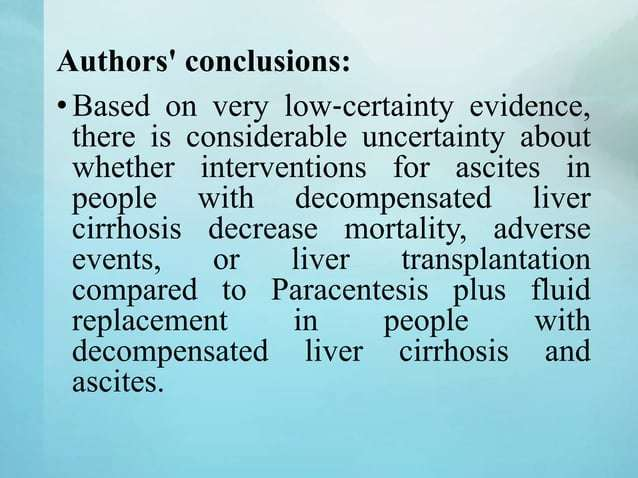 Authors' conclusions:
• Based on very low-certainty evidence,
there is considerable uncertainty about
whether interventions for ascites in
people with decompensated liver
cirrhosis decrease mortality, adverse
events, or liver transplantation
compared to Paracentesis plus fluid
replacement in people with
decompensated liver cirrhosis and
ascites.